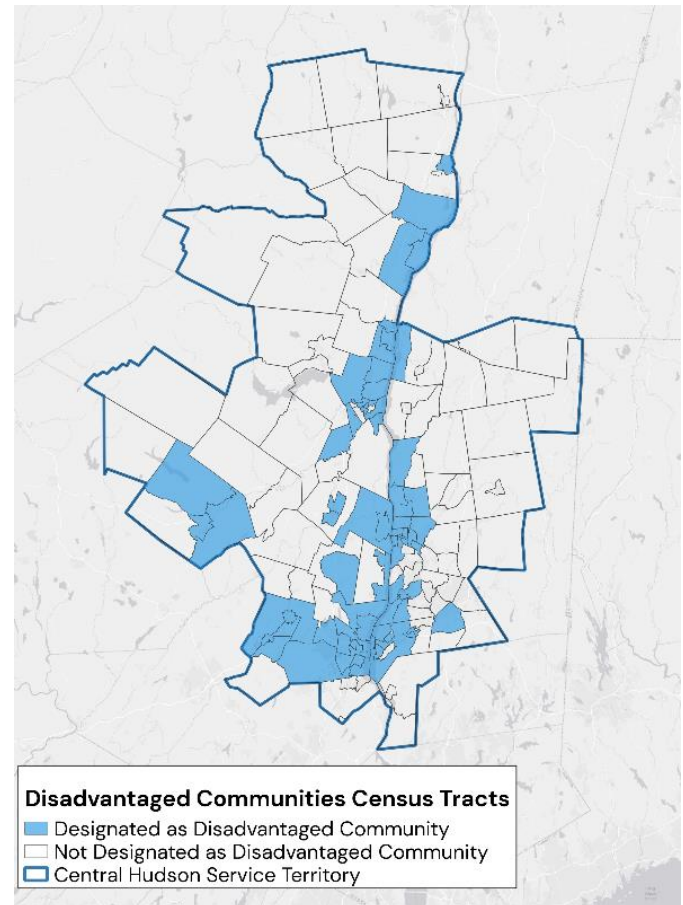 Disadvantaged Communities Census Tracts
Designated as Disadvantaged Community
Not Designated as Disadvantaged Community
Central Hudson Service Territory